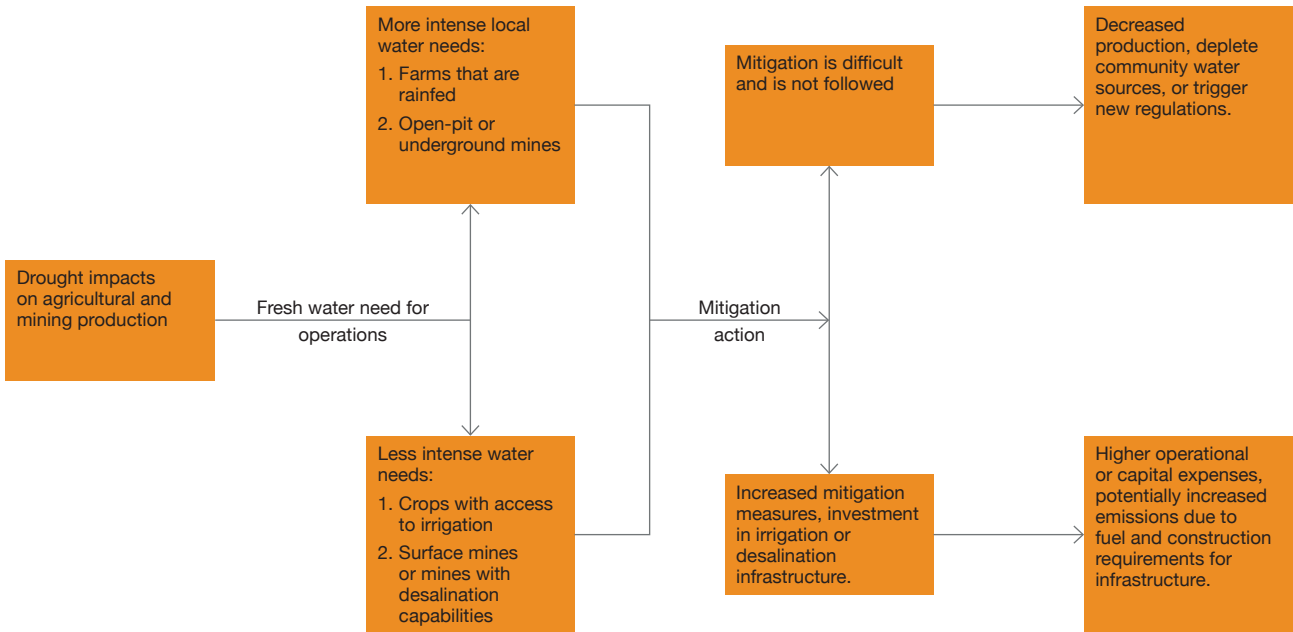 Drought impacts
on agricultural and
mining production
Fresh water need for
operations
More intense local
water needs:
1. Farms that are
rainfed
2. Open-pit or
underground mines
Less intense water
needs:
1. Crops with access
to irrigation
2. Surface mines
or mines with
desalination
capabilities
Mitigation
action
Mitigation is difficult
and is not followed
Decreased
production, deplete
community water
sources, or trigger
new regulations.
Increased mitigation
measures, investment
in irrigation or
desalination
infrastructure.
Higher operational
or capital expenses,
potentially increased
emissions due to
fuel and construction
requirements for
infrastructure.